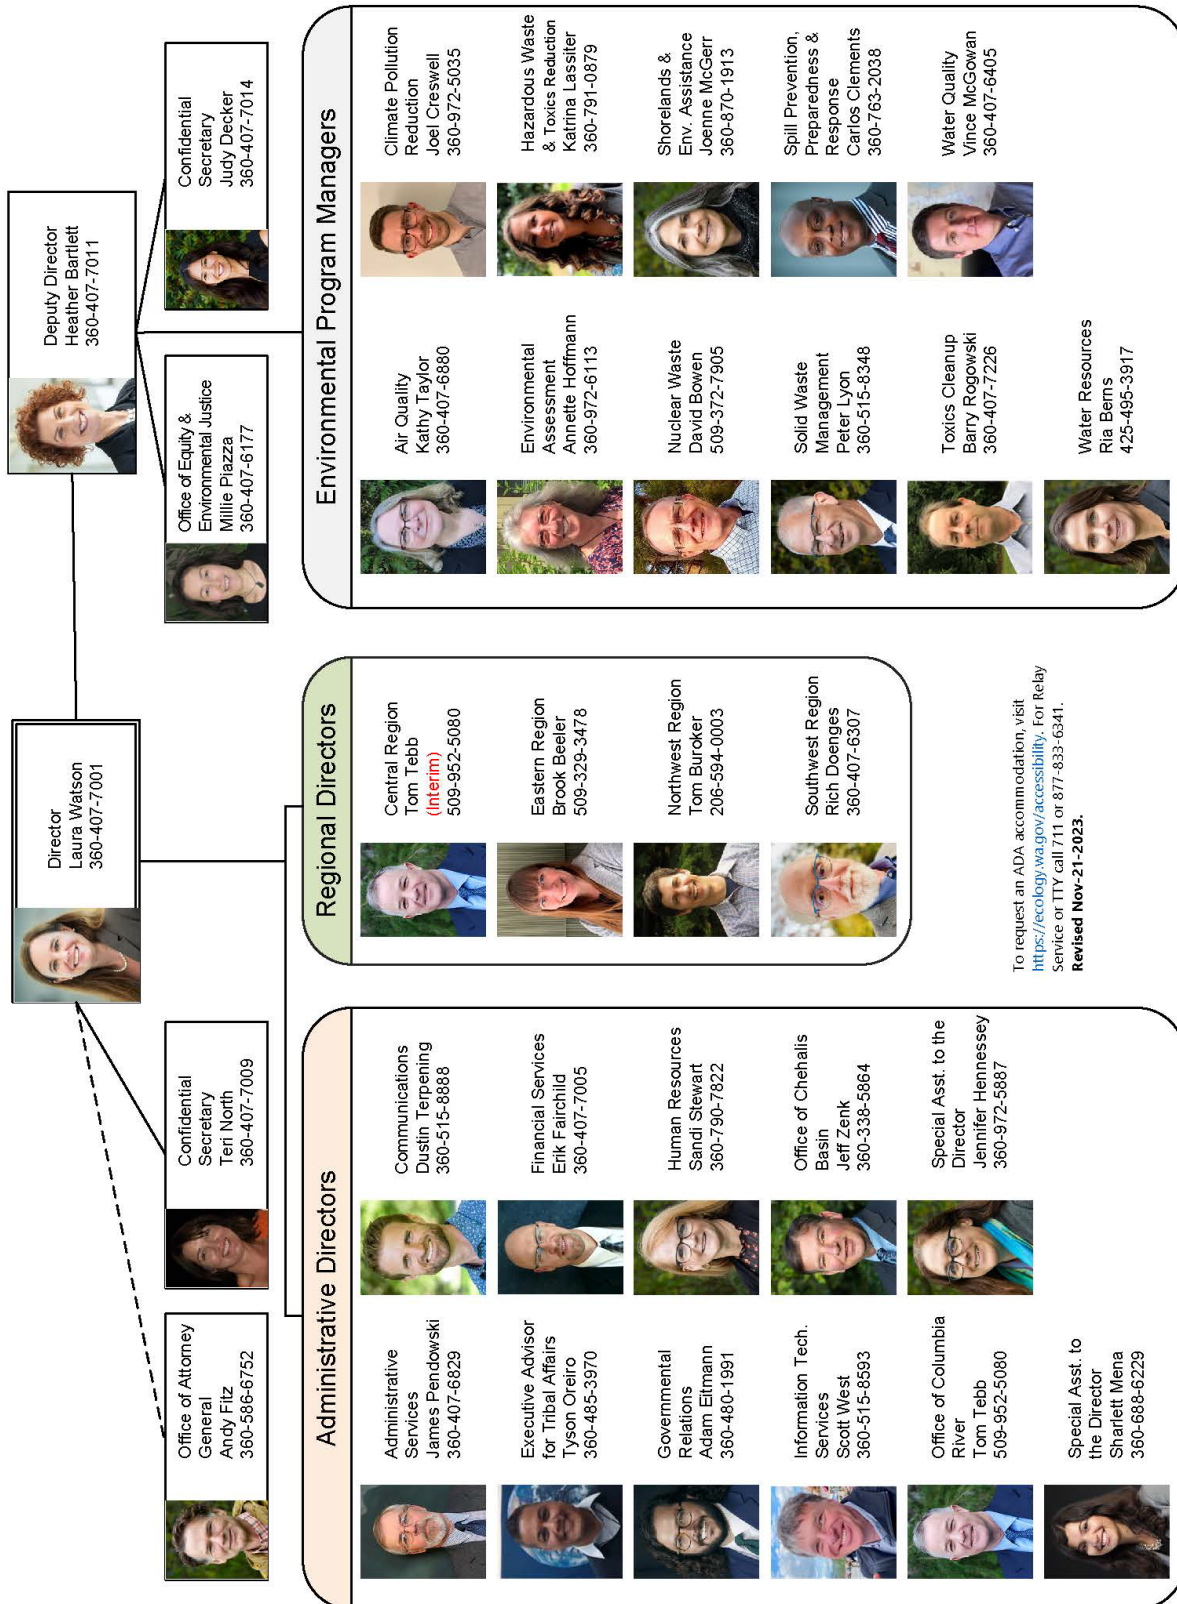 Director
Laura Watson
360-407-7001
Deputy Director
Heather Bartlett
360-407-7011
Office of Attorney
General
Andy Fitz
360-586-6752
Confidential
Secretary
Teri North
360-407-7009
Office of Equity &
Environmental Justice
Millie Piazza
360-407-6177
Confidential
Secretary
Judy Decker
360-407-7014
Administrative Directors
Administrative
Services
James Pendowski
360-407-6829
Communications
Dustin Terpening
360-515-8888
Executive Advisor
for Tribal Affairs
Tyson Oreiro
360-485-3970
Financial Services
Erik Fairchild
360-407-7005
Governmental
Relations
Adam Eitmann
360-480-1991
Human Resources
Sandi Stewart
360-790-7822
Information Tech.
Services
Scott West
360-515-8593
Office of Chehalis
Basin
Jeff Zenk
360-338-5864
Office of Columbia
River
Tom Tebb
509-952-5080
Special Asst. to the
Director
Jennifer Hennessey
360-972-5887
Special Asst. to
the Director
Sharlett Mena
360-688-6229
Regional Directors
Central Region
Tom Tebb
(Interim)
509-952-5080
Eastern Region
Brook Beeler
509-329-3478
Northwest Region
Tom Buroker
206-594-0003
Southwest Region
Rich Doenges
360-407-6307
Environmental Program Managers
Air Quality
Kathy Taylor
360-407-6880
Climate Pollution
Reduction
Joel Creswell
360-972-5035
Environmental
Assessment
Annette Hoffmann
360-972-6113
Hazardous Waste
& Toxics Reduction
Katrina Lassiter
360-791-0879
Nuclear Waste
David Bowen
509-372-7905
Shorelands &
Env. Assistance
Joenne McGerr
360-870-1913
Solid Waste
Management
Peter Lyon
360-515-8348
Spill Prevention,
Preparedness &
Response
Carlos Clements
360-763-2038
Toxics Cleanup
Barry Rogowski
360-407-7226
Water Quality
Vince McGowan
360-407-6405
Water Resources
Ria Berns
425-495-3917
To request an ADA accommodation, visit
https://ecology.wa.gov/accessibility. For Relay
Service or TTY call 711 or 877-833-6341.
Revised Nov-21-2023.